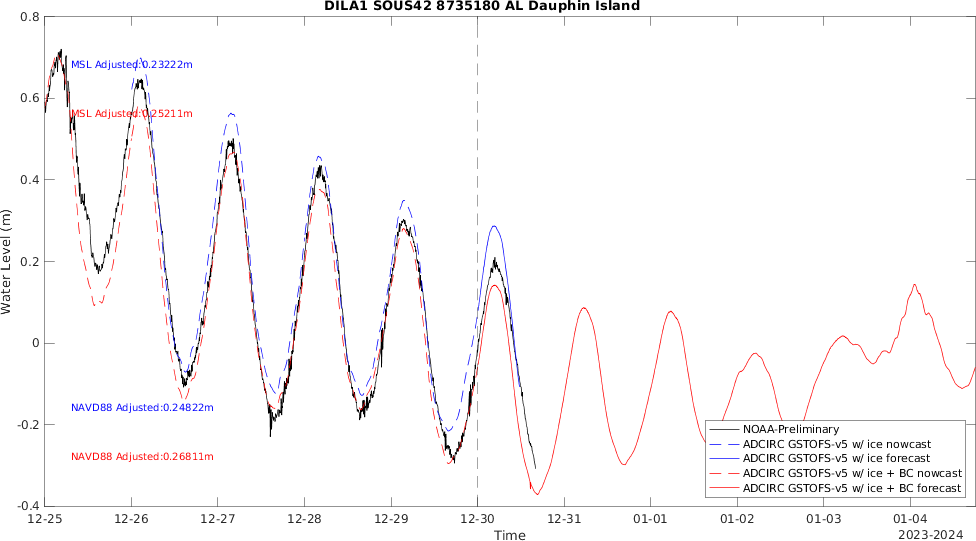 DILA1 SOUS42 8735180 AL Dauphin Island
Water Level (m)
0.8
0.6
0.4
0.2
0
-0.2
-0.4
MSL Adjusted:0.23222m
MSL Adjusted:0.25211m
NAVD88 Adjusted:0.24822m
NAVD88 Adjusted:0.26811m
NOAA-Preliminary
ADCIRC GSTOFS-v5 w/ ice nowcast
ADCIRC GSTOFS-v5 w/ ice forecast
ADCIRC GSTOFS-v5 w/ ice + BC nowcast
ADCIRC GSTOFS-v5 w/ ice + BC forecast
12-25 12-26 12-27 12-28 12-29 12-30 12-31 01-01 01-02 01-03 01-04
Time
2023-2024